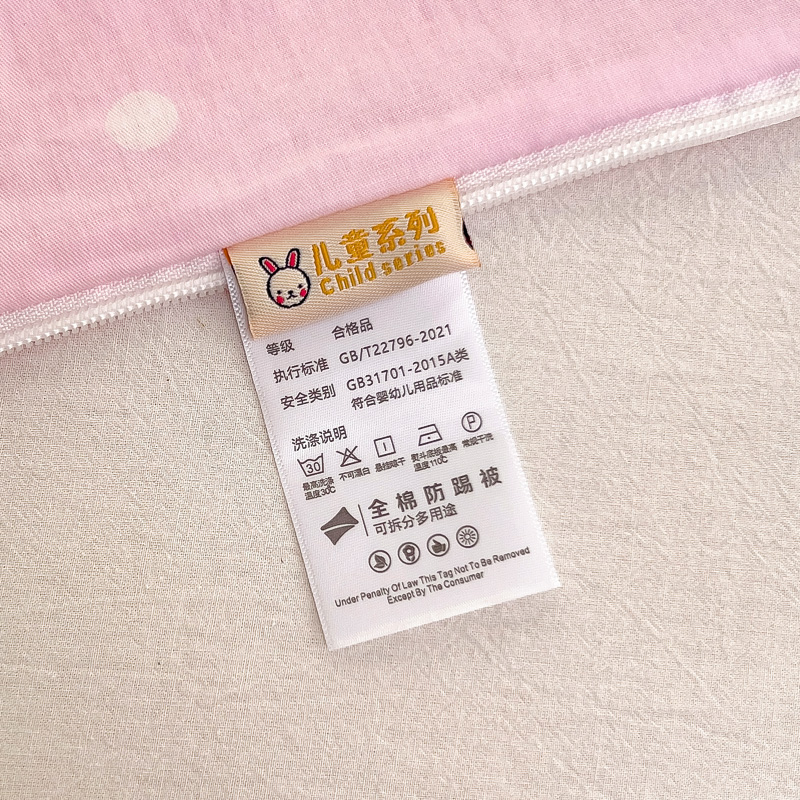 儿童系列
Child series
等级 合格品
执行标准 GB/T22796-2021
安全类别 GB31701-2015A类
符合婴幼儿用品标准
洗涤说明
30
P
最高洗涤温度30℃
不可漂白
悬挂晾干
熨斗底板最高温度110℃
常规干洗
全棉防踢被
可拆分多用途
Under Penalty Of Law This Tag Not To Be Removed
Except By The Consumer